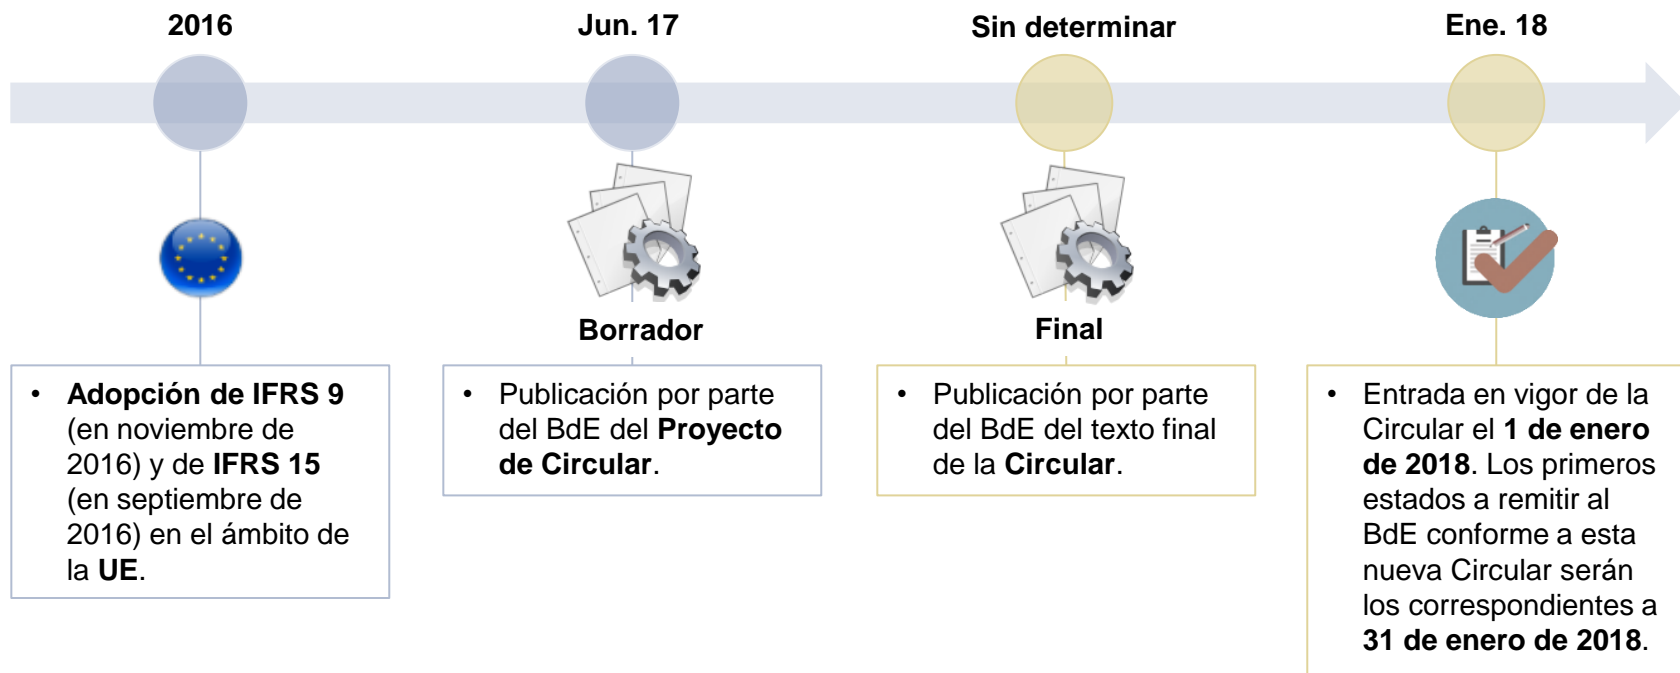 2016
Jun. 17
Sin determinar
Ene. 18
Borrador
Final
• Adopción de IFRS 9
(en noviembre de
2016) y de IFRS 15
(en septiembre de
2016) en el ámbito de
la UE.
• Publicación por parte
del BdE del Proyecto
de Circular.
• Publicación por parte
del BdE del texto final
de la Circular.
• Entrada en vigor de la
Circular el 1 de enero
de 2018. Los primeros
estados a remitir al
BdE conforme a esta
nueva Circular serán
los correspondientes a
31 de enero de 2018.